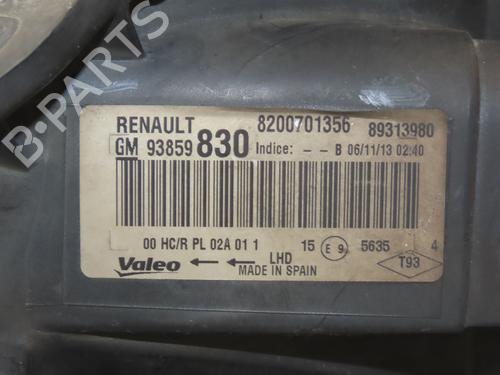 B-PARTS
RENAULT 8200701356 89313980
GM 93859 830 Indice: - - B 06/11/13 02:40
00 HC/R PL 02A 01 1 15 E 9 5635 4
Valeo LHD T93
MADE IN SPAIN